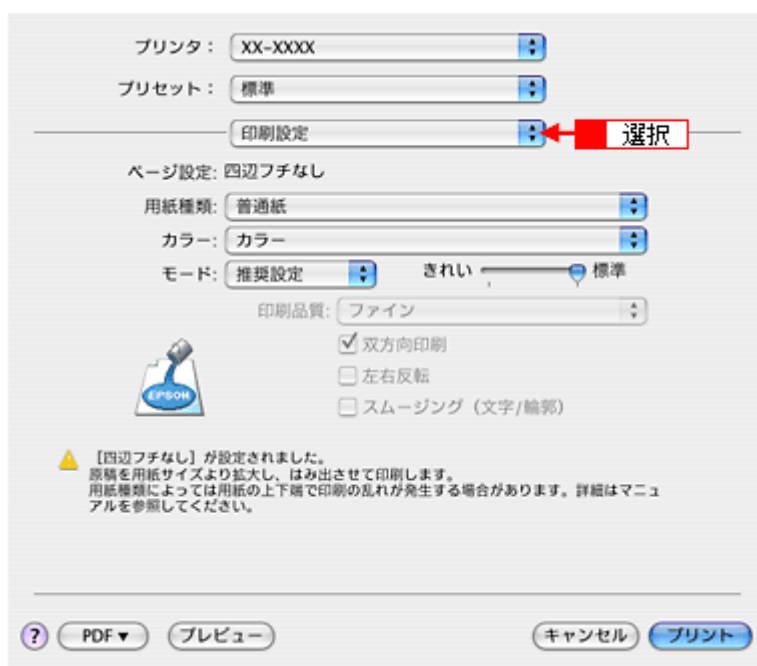 プリンタ： XX-XXXX
プリセット： 標準
印刷設定 選択
ページ設定: 四辺フチなし
用紙種類: 普通紙
カラー: カラー
モード: 推奨設定 きれい 標準
印刷品質: ファイン
双方向印刷
左右反転
スムージング（文字/輪郭）
EPSON
［四辺フチなし］が設定されました。
原稿を用紙サイズより拡大し、はみ出させて印刷します。
用紙種類によっては用紙の上下端で印刷の乱れが発生する場合があります。詳細はマニュ
アルを参照してください。
? PDF▼ プレビュー キャンセル プリント